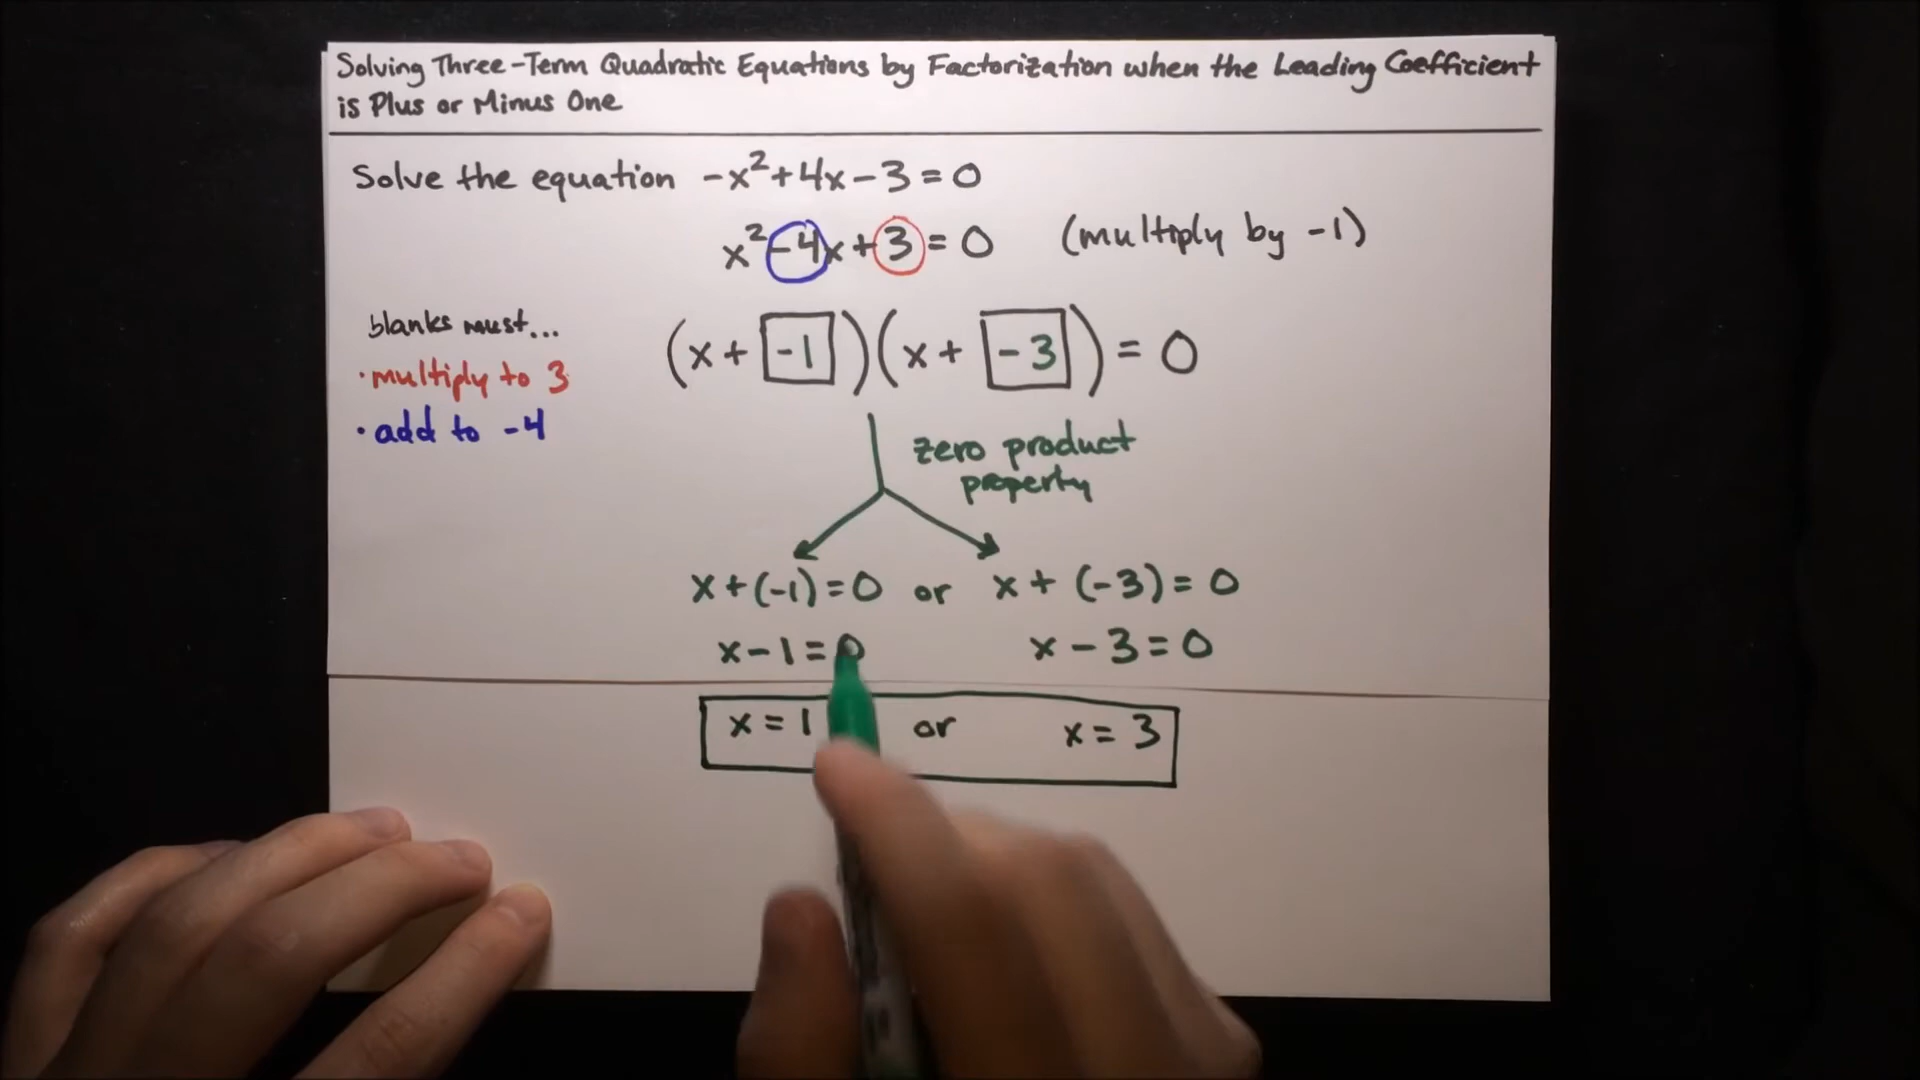 Solving Three-Term Quadratic Equations by Factorization when the Leading Coefficient
is Plus or Minus One
Solve the equation -x²+4x-3=0
x²-4x+3=0 (multiply by -1)
blanks must...
• multiply to 3
• add to -4
(x+ -1)(x+ -3)=0
zero product
property
x+(-1)=0 or x+(-3)=0
x-1=0 x-3=0
x=1 or x=3